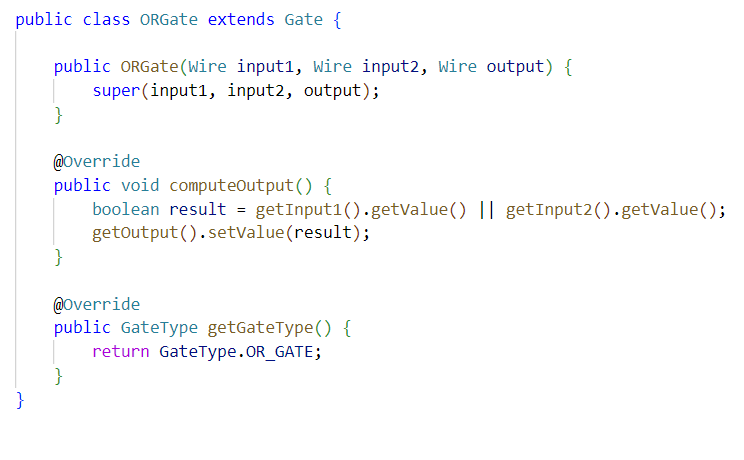 public class ORGate extends Gate {
public ORGate(Wire input1, Wire input2, Wire output) {
super(input1, input2, output);
}
@Override
public void computeOutput() {
boolean result = getInput1().getValue() || getInput2().getValue();
getOutput().setValue(result);
}
@Override
public GateType getGateType() {
return GateType.OR_GATE;
}
}